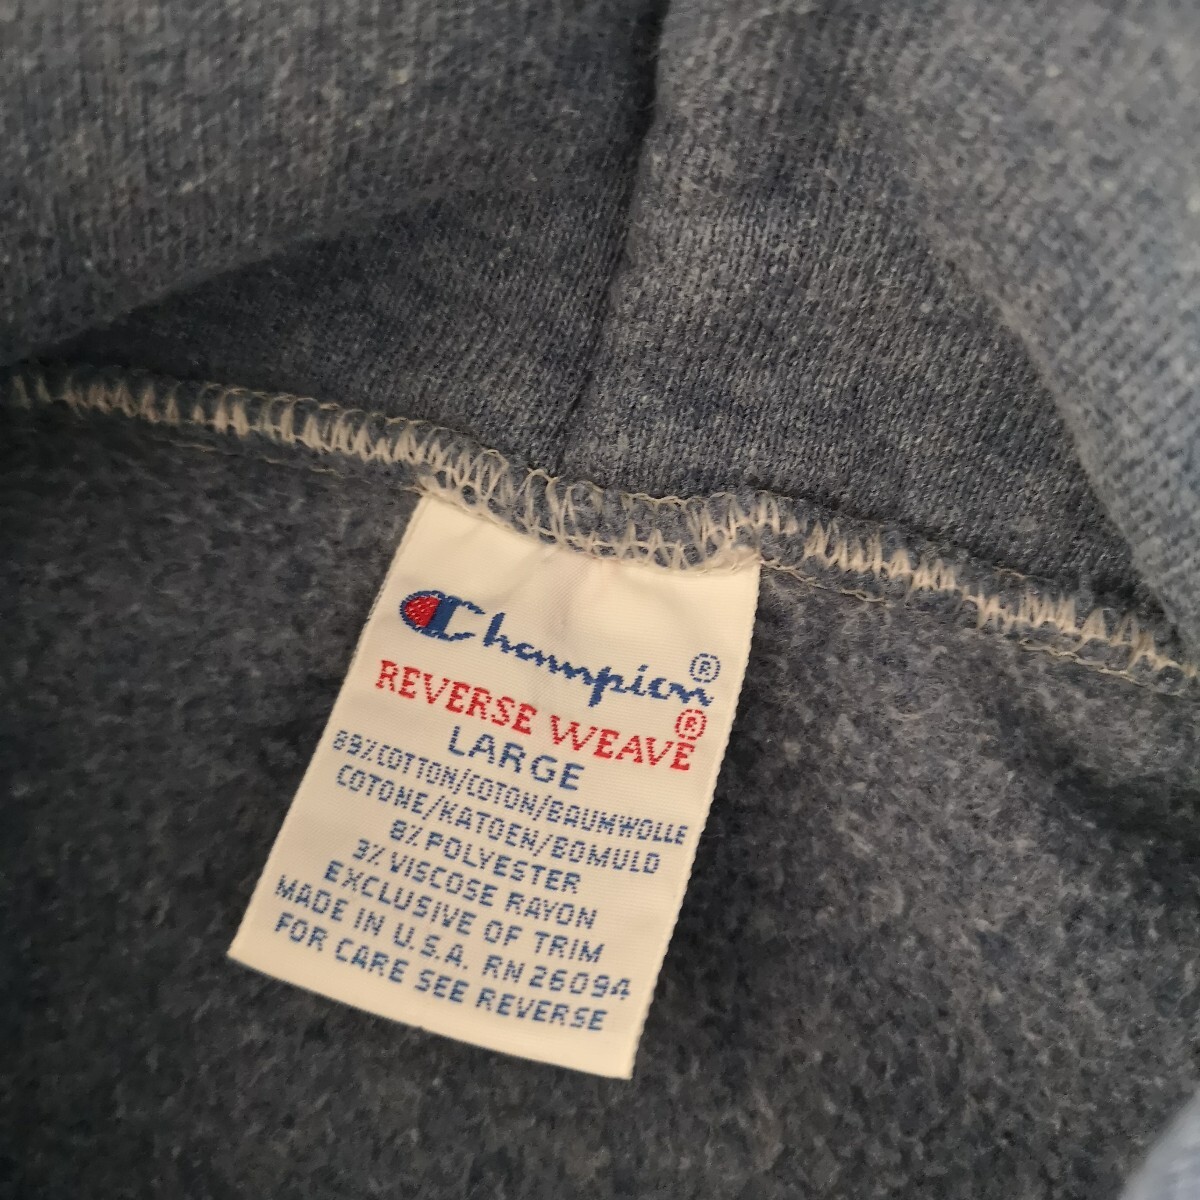 Champion®
REVERSE WEAVE®
LARGE
89% COTTON/COTON/BAUMWOLLE
COTONE/KATOEN/BOMULD
8% POLYESTER
3% VISCOSE RAYON
EXCLUSIVE OF TRIM
MADE IN U.S.A. RN 26094
FOR CARE SEE REVERSE